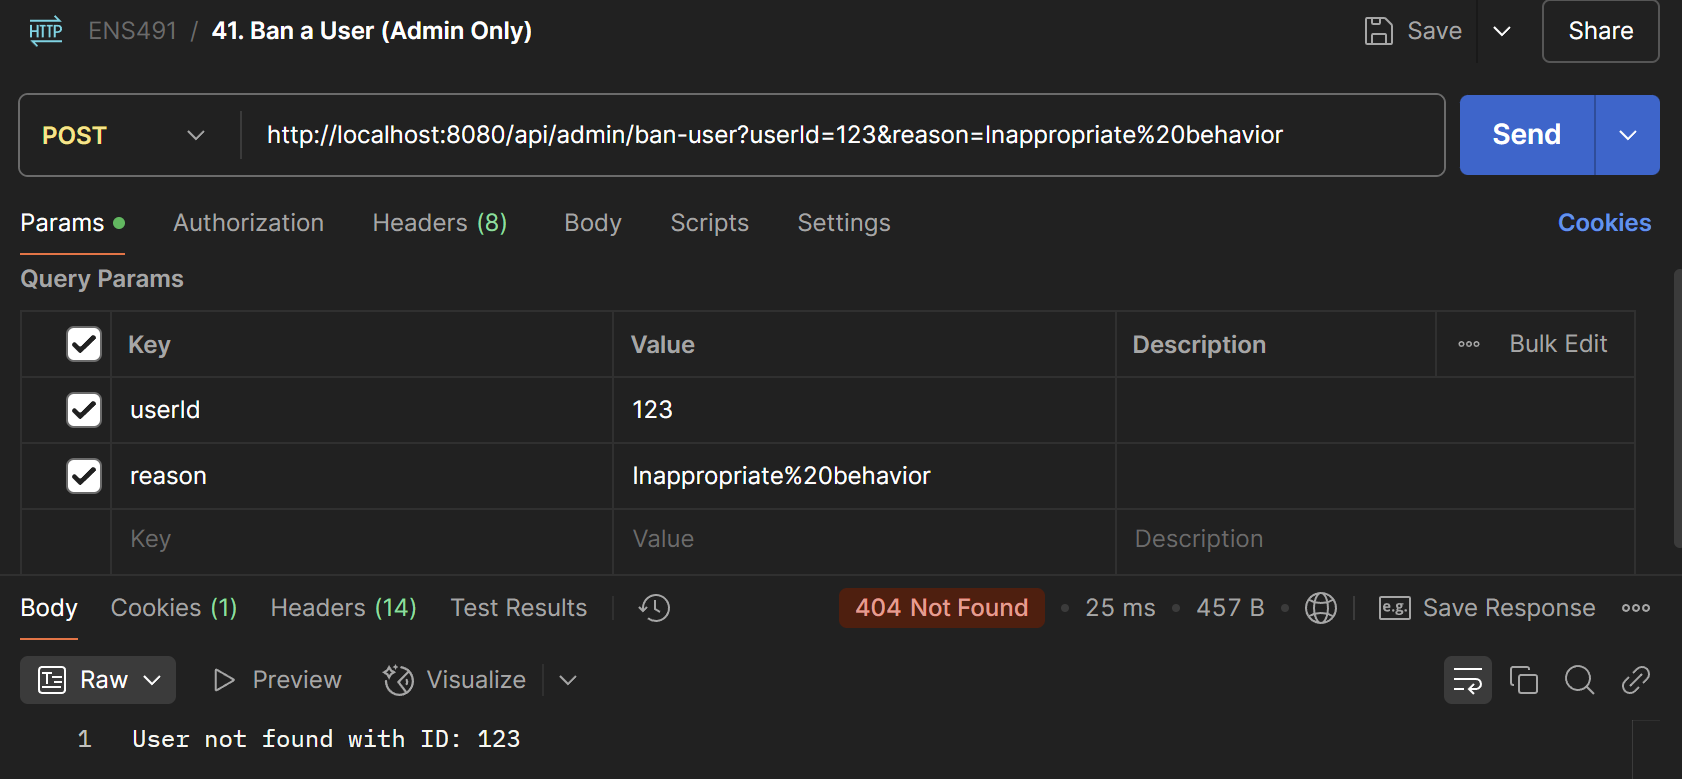 HTTP ENS491 / 41. Ban a User (Admin Only) Save Share
POST http://localhost:8080/api/admin/ban-user?userId=123&reason=Inappropriate%20behavior Send
Params Authorization Headers (8) Body Scripts Settings Cookies
Query Params
Key Value Description Bulk Edit
userId 123
reason Inappropriate%20behavior
Key Value Description
Body Cookies (1) Headers (14) Test Results 404 Not Found 25 ms 457 B e.g. Save Response
Raw Preview Visualize
1 User not found with ID: 123